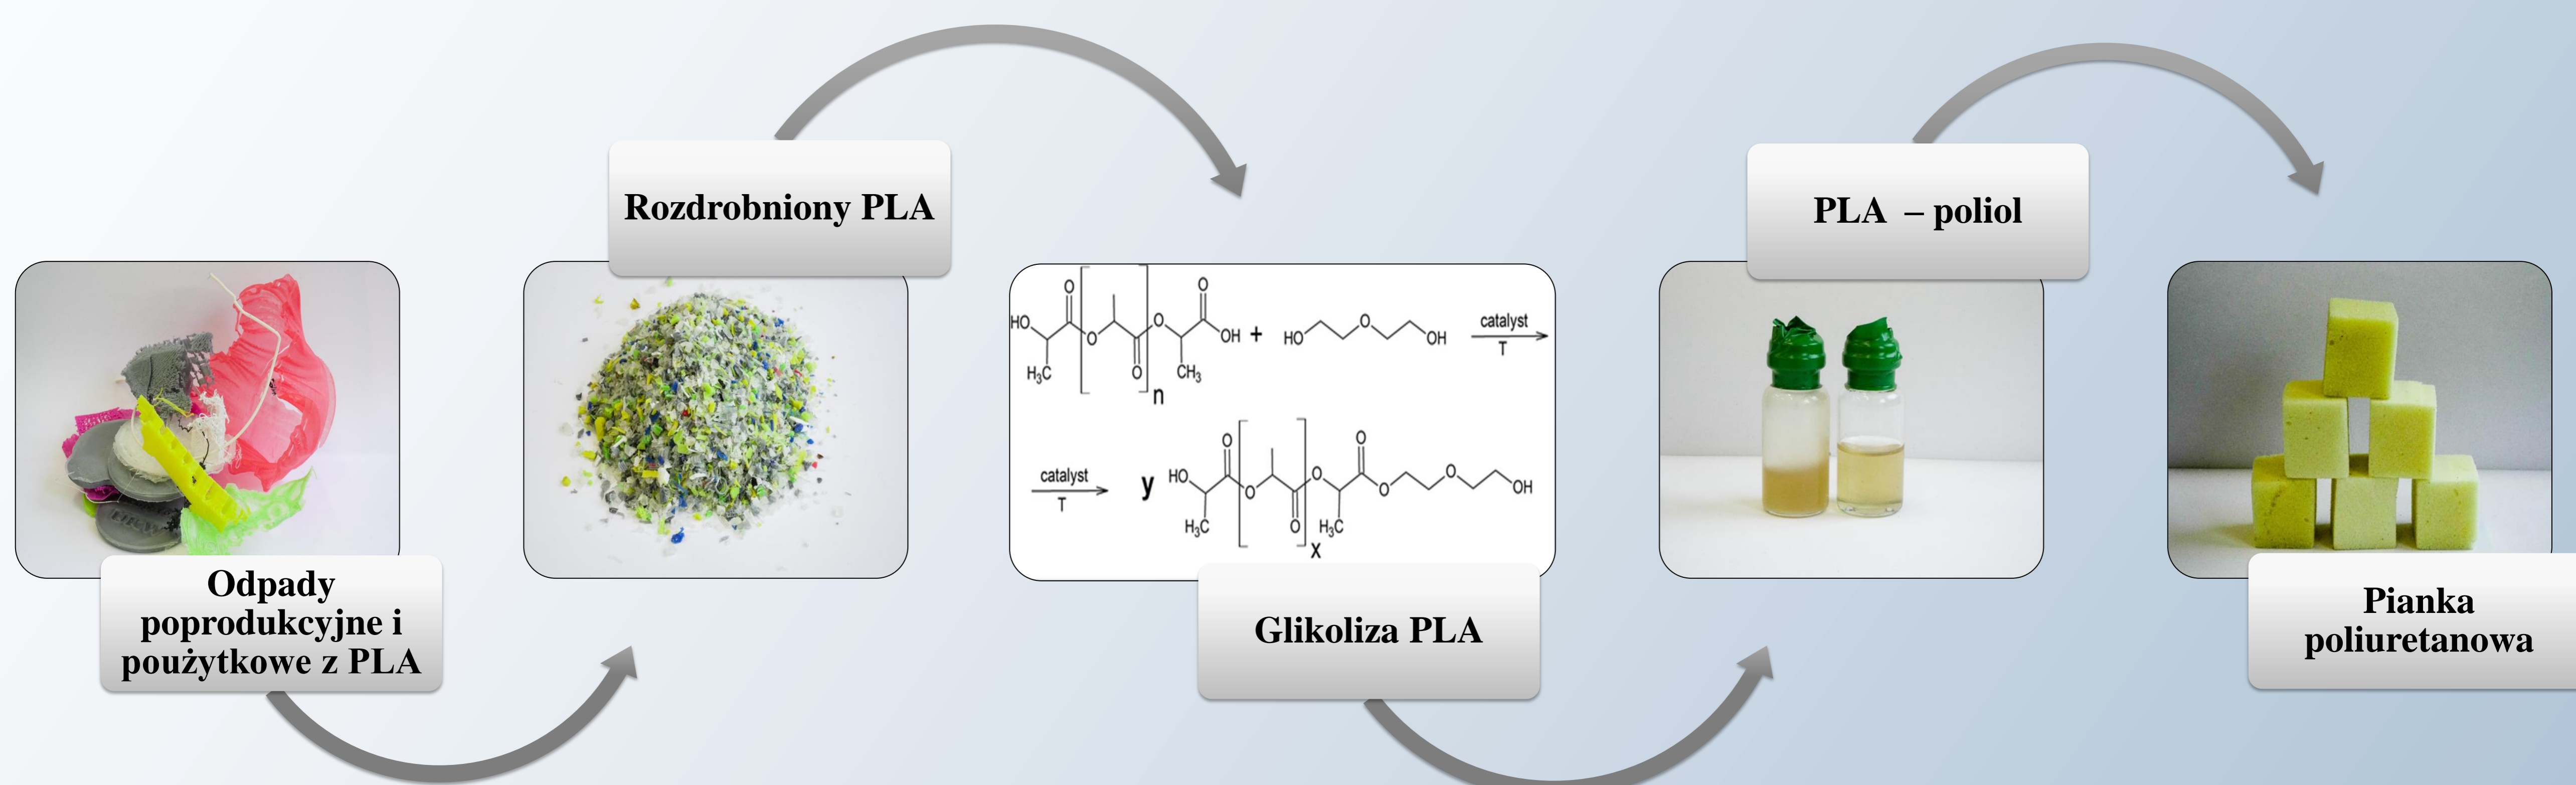 Odpady
poprodukcyjne i
poużytkowe z PLA
Rozdrobniony PLA
O
O
HO
O
O
OH
+
HO
O
OH
catalyst
T
H₃C
O
CH₃
n
catalyst
T
y
HO
O
O
O
O
O
O
OH
H₃C
O
H₃C
x
Glikoliza PLA
PLA – poliol
Pianka
poliuretanowa